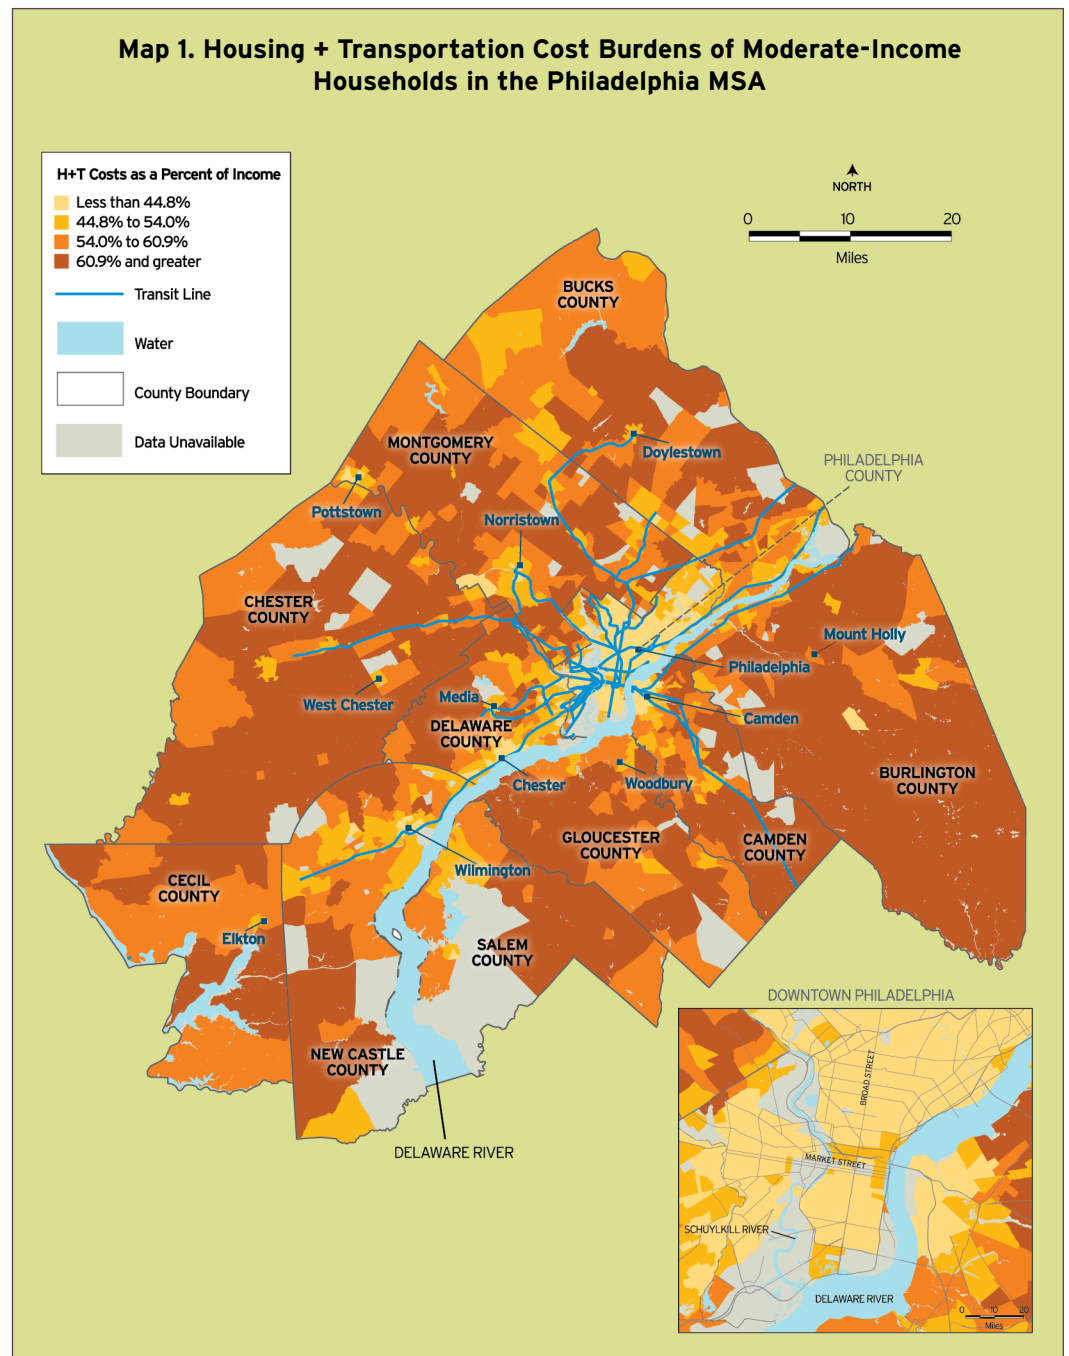 Map 1. Housing + Transportation Cost Burdens of Moderate-Income
Households in the Philadelphia MSA
H+T Costs as a Percent of Income
Less than 44.8%
44.8% to 54.0%
54.0% to 60.9%
60.9% and greater
Transit Line
Water
County Boundary
Data Unavailable
NORTH
0 10 20
Miles
BUCKS
COUNTY
MONTGOMERY
COUNTY
Doylestown
PHILADELPHIA
COUNTY
Pottstown
Norristown
CHESTER
COUNTY
Mount Holly
Philadelphia
West Chester
Media
Camden
DELAWARE
COUNTY
Chester
Woodbury
BURLINGTON
COUNTY
GLOUCESTER
COUNTY
CAMDEN
COUNTY
Wilmington
CECIL
COUNTY
Elkton
SALEM
COUNTY
NEW CASTLE
COUNTY
DELAWARE RIVER
DOWNTOWN PHILADELPHIA
BROAD STREET
MARKET STREET
SCHUYLKILL RIVER
DELAWARE RIVER
0 10 20
Miles